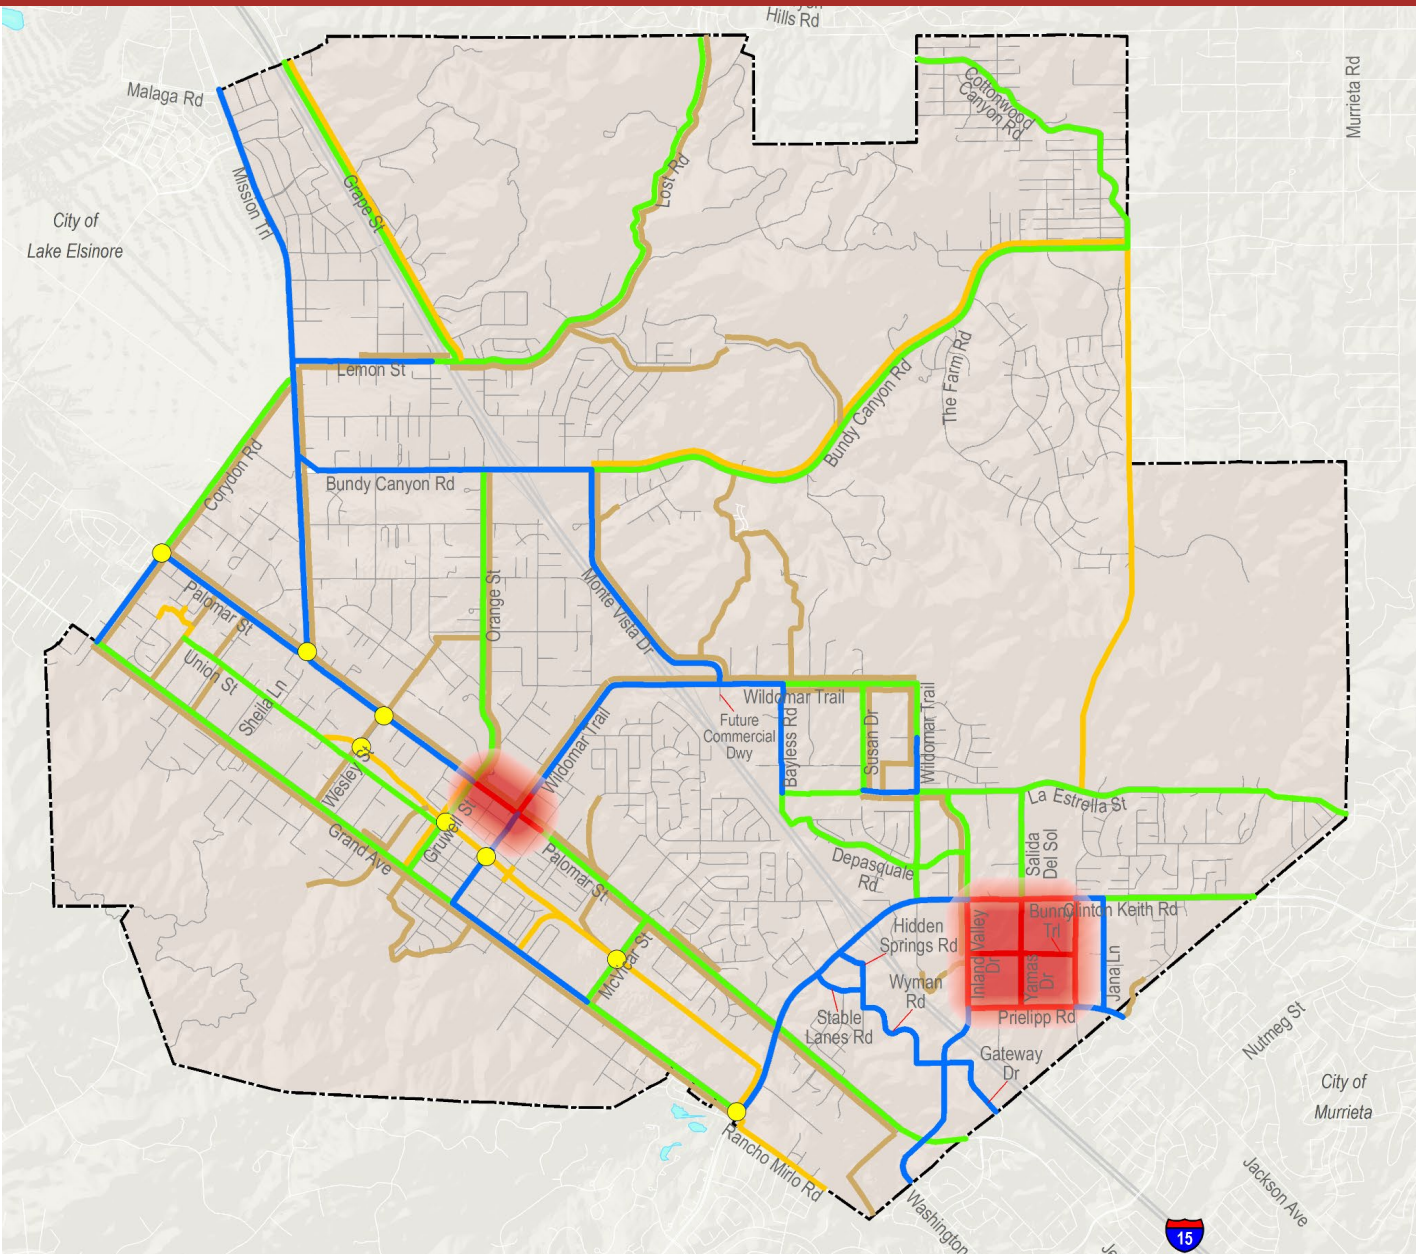 Hills Rd
Malaga Rd
Cottonwood
Canyon Rd
Murrieta Rd
Mission Trl
Grape St
Lost Rd
City of
Lake Elsinore
Lemon St
The Farm Rd
Bundy Canyon Rd
Corydon Rd
Bundy Canyon Rd
Palomar St
Orange St
Monte Vista Dr
Union St
Sheila Ln
Wildomar Trail
Wildomar Trail
Future
Commercial
Dwy
Bayless Rd
Susan Dr
Wildomar Trail
Wesley St
Gruwell St
Grand Ave
La Estrella St
Palomar St
Depasquale
Rd
Salida
Del Sol
Hidden
Springs Rd
Inland Valley
Dr
Bunny
Trl
Clinton Keith Rd
McVicar St
Wyman
Rd
Yamas
Dr
Jana Ln
Stable
Lanes Rd
Prielipp Rd
Gateway
Dr
Nutmeg St
City of
Murrieta
Rancho Mirlo Rd
Jackson Ave
Washington
15